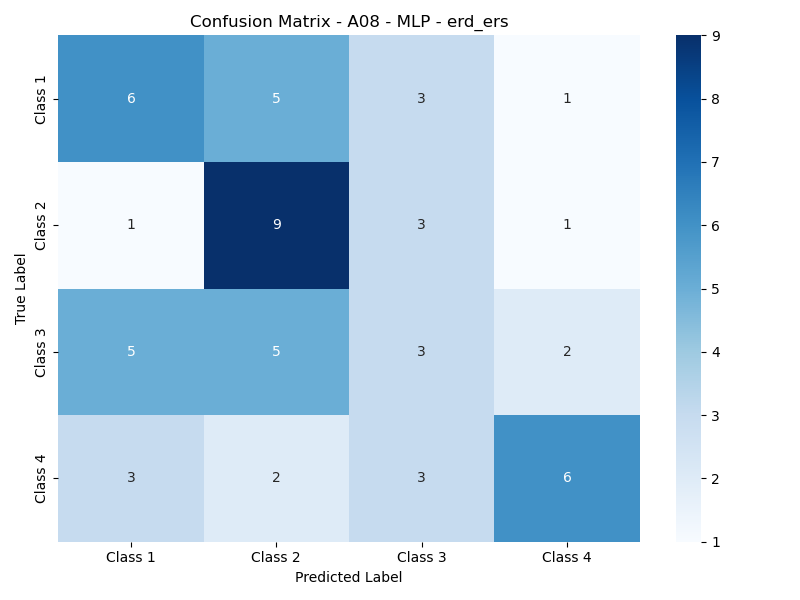 Confusion Matrix - A08 - MLP - erd_ers
True Label
Class 1
6 5 3 1
Class 2
1 9 3 1
Class 3
5 5 3 2
Class 4
3 2 3 6
Class 1 Class 2 Class 3 Class 4
Predicted Label
9
8
7
6
5
4
3
2
1